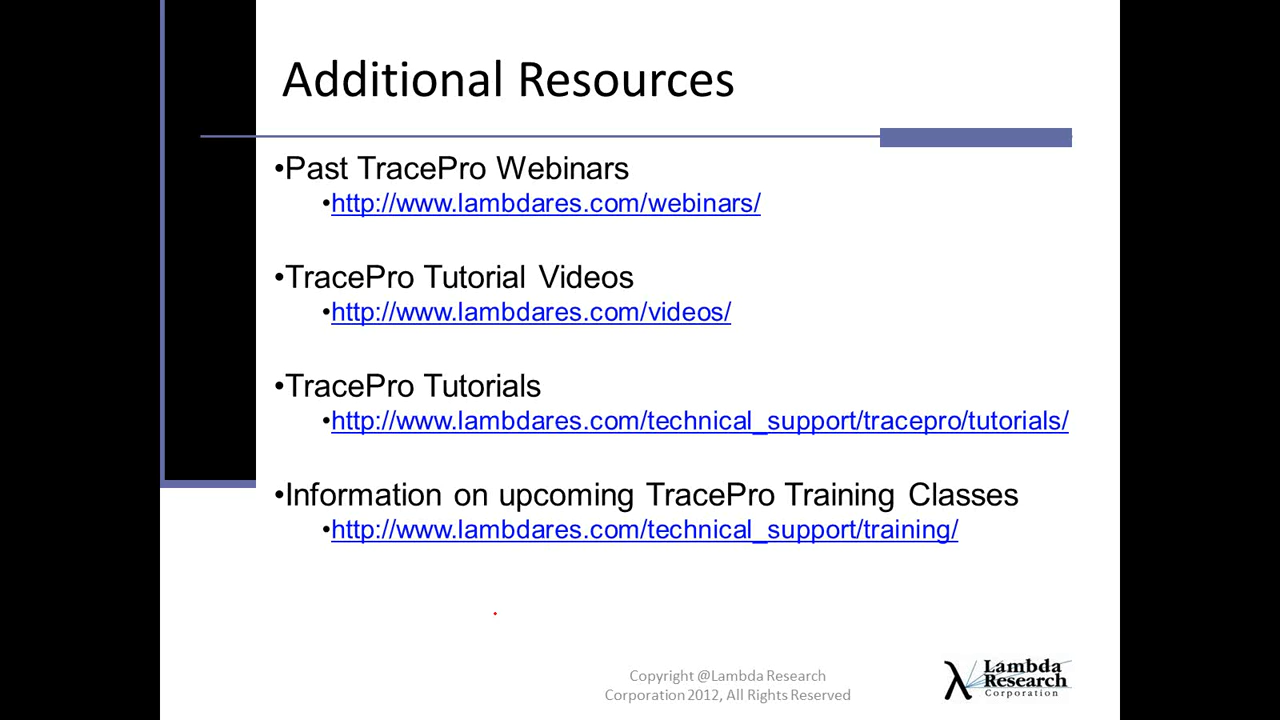 Additional Resources
•Past TracePro Webinars
•http://www.lambdares.com/webinars/
•TracePro Tutorial Videos
•http://www.lambdares.com/videos/
•TracePro Tutorials
•http://www.lambdares.com/technical_support/tracepro/tutorials/
•Information on upcoming TracePro Training Classes
•http://www.lambdares.com/technical_support/training/
Copyright @Lambda Research
Corporation 2012, All Rights Reserved
λ Lambda
Research
Corporation